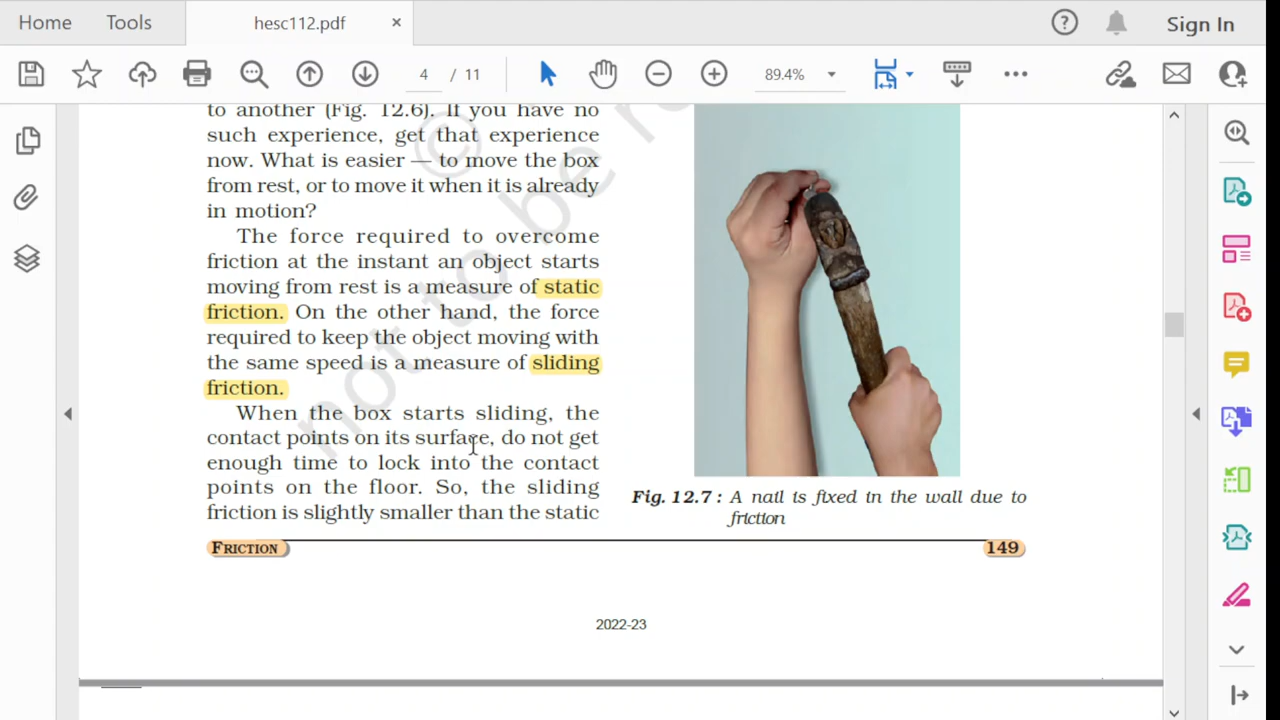 Home
Tools
hesc112.pdf
Sign In
4 / 11
89.4%
to another (Fig. 12.6). If you have no
such experience, get that experience
now. What is easier — to move the box
from rest, or to move it when it is already
in motion?
The force required to overcome
friction at the instant an object starts
moving from rest is a measure of static
friction. On the other hand, the force
required to keep the object moving with
the same speed is a measure of sliding
friction.
When the box starts sliding, the
contact points on its surface, do not get
enough time to lock into the contact
points on the floor. So, the sliding
friction is slightly smaller than the static
© not to be re
Fig. 12.7 : A nail is fixed in the wall due to
friction
FRICTION
149
2022-23